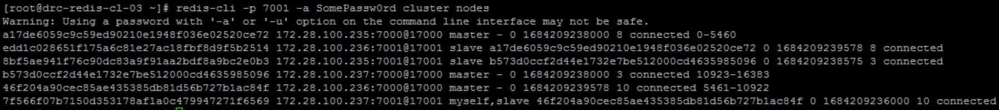 [root@drc-redis-cl-03 ~]# redis-cli -p 7001 -a SomePassw0rd cluster nodes
Warning: Using a password with '-a' or '-u' option on the command line interface may not be safe.
a17de6059c9c59ed90210e1948f036e02520ce72 172.28.100.235:7000@17000 master - 0 1684209238000 8 connected 0-5460
edd1c028651f175a6c81e27ac18fbf8d9f5b2514 172.28.100.236:7001@17001 slave a17de6059c9c59ed90210e1948f036e02520ce72 0 1684209239578 8 connected
8bf5ae941f76c90dc83a9f91aa2bdf8a9bc2e0b3 172.28.100.235:7001@17001 slave b573d0ccf2d44e1732e7be512000cd4635985096 0 1684209238575 3 connected
b573d0ccf2d44e1732e7be512000cd4635985096 172.28.100.237:7000@17000 master - 0 1684209238000 3 connected 10923-16383
46f204a90cec85ae435385db81d56b727b1ac84f 172.28.100.236:7000@17000 master - 0 1684209239578 10 connected 5461-10922
7f566f07b7150d353178af1a0c479947271f6569 172.28.100.237:7001@17001 myself,slave 46f204a90cec85ae435385db81d56b727b1ac84f 0 1684209236000 10 connected